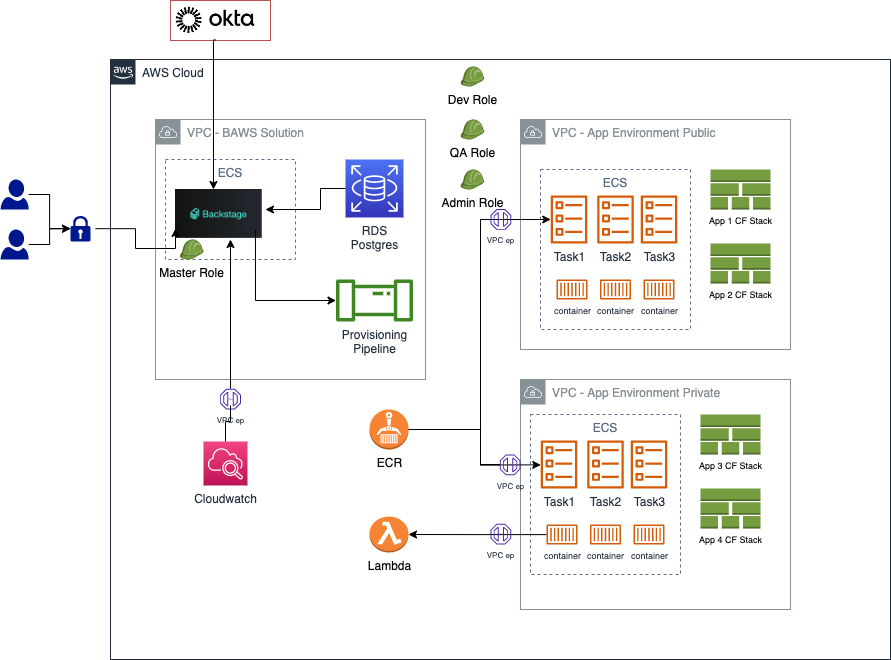 okta
aws
AWS Cloud
Dev Role
QA Role
Admin Role
VPC - BAWS Solution
ECS
Backstage
Master Role
RDS
Postgres
Provisioning
Pipeline
VPC ep
Cloudwatch
VPC - App Environment Public
ECS
VPC ep
Task1
Task2
Task3
container
container
container
App 1 CF Stack
App 2 CF Stack
ECR
Lambda
VPC - App Environment Private
ECS
VPC ep
Task1
Task2
Task3
VPC ep
container
container
container
App 3 CF Stack
App 4 CF Stack